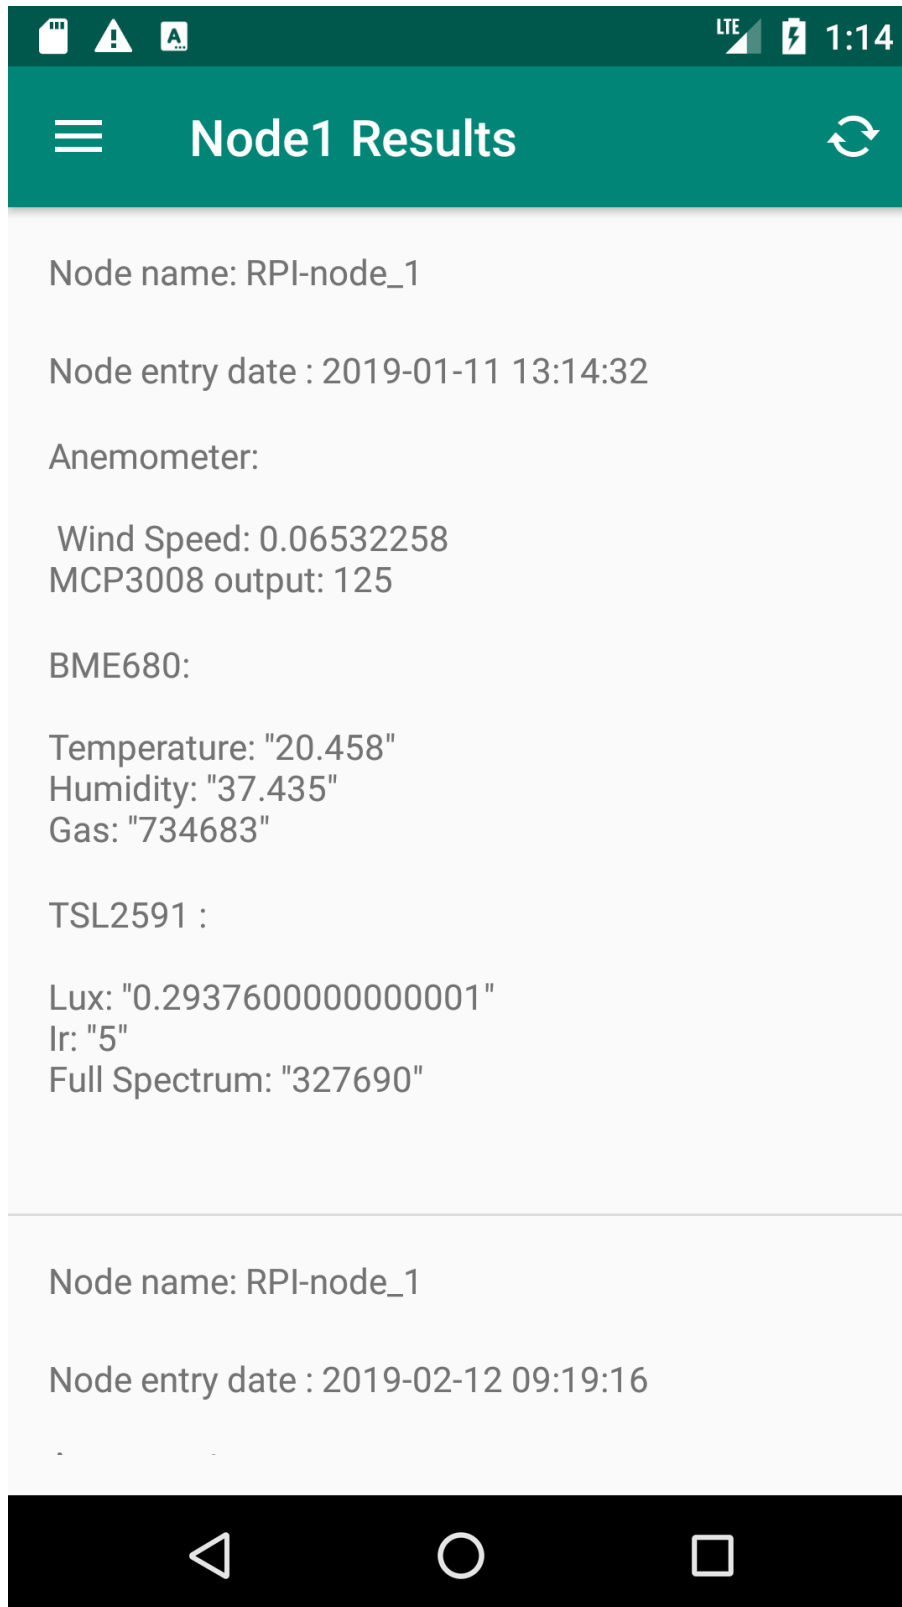 LTE 1:14
Node1 Results
Node name: RPI-node_1
Node entry date : 2019-01-11 13:14:32
Anemometer:
Wind Speed: 0.06532258
MCP3008 output: 125
BME680:
Temperature: "20.458"
Humidity: "37.435"
Gas: "734683"
TSL2591 :
Lux: "0.2937600000000001"
Ir: "5"
Full Spectrum: "327690"
Node name: RPI-node_1
Node entry date : 2019-02-12 09:19:16